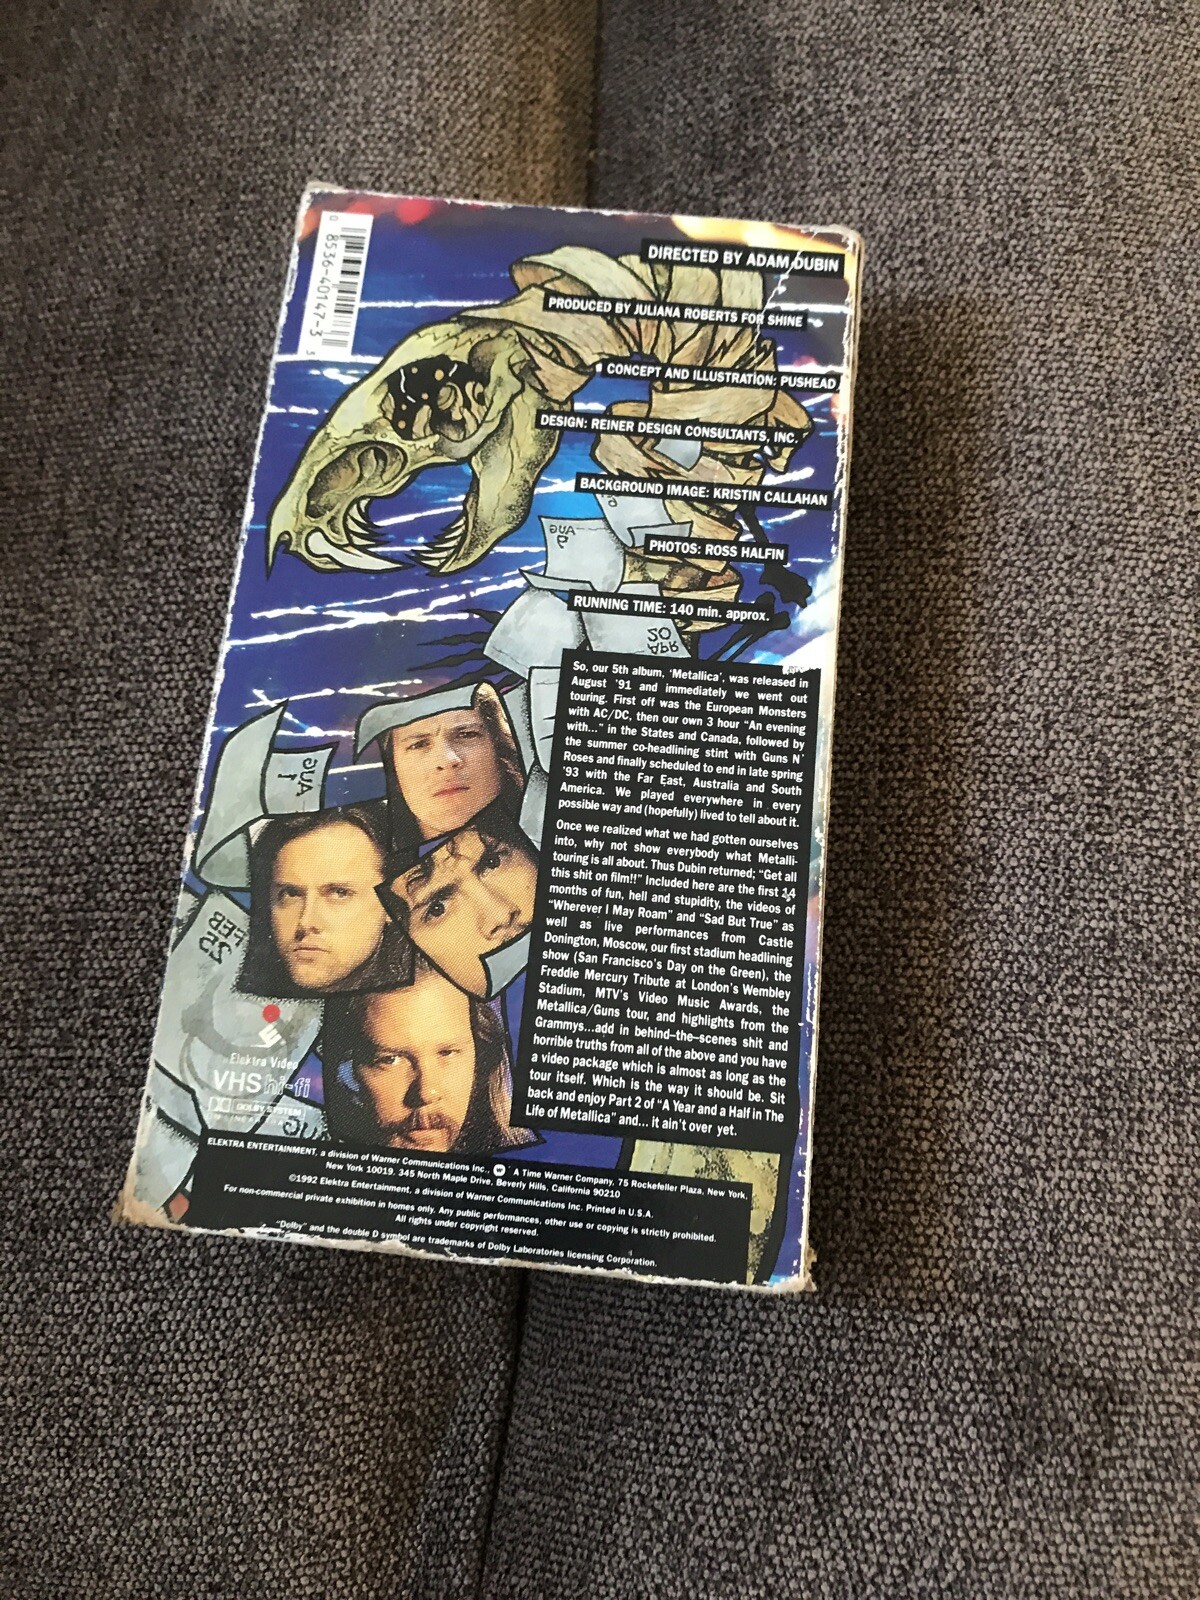 0 8536-40147-3 3
DIRECTED BY ADAM DUBIN
PRODUCED BY JULIANA ROBERTS FOR SHINE
CONCEPT AND ILLUSTRATION: PUSHEAD
DESIGN: REINER DESIGN CONSULTANTS, INC.
BACKGROUND IMAGE: KRISTIN CALLAHAN
PHOTOS: ROSS HALFIN
RUNNING TIME: 140 min. approx.
AUG
9
APR
20
AUG
1
FEB
25
So, our 5th album, 'Metallica', was released in
August '91 and immediately we went out
touring. First off was the European Monsters
with AC/DC, then our own 3 hour "An evening
with..." in the States and Canada, followed by
the summer co-headlining stint with Guns N'
Roses and finally scheduled to end in late spring
'93 with the Far East, Australia and South
America. We played everywhere in every
possible way and (hopefully) lived to tell about it.
Once we realized what we had gotten ourselves
into, why not show everybody what Metalli-
touring is all about. Thus Dubin returned; "Get all
this shit on film!!" Included here are the first 14
months of fun, hell and stupidity, the videos of
"Wherever I May Roam" and "Sad But True" as
well as live performances from Castle
Donington, Moscow, our first stadium headlining
show (San Francisco's Day on the Green), the
Freddie Mercury Tribute at London's Wembley
Stadium, MTV's Video Music Awards, the
Metallica/Guns tour, and highlights from the
Grammys...add in behind-the-scenes shit and
horrible truths from all of the above and you have
a video package which is almost as long as the
tour itself. Which is the way it should be. Sit
back and enjoy Part 2 of "A Year and a Half in The
Life of Metallica" and... it ain't over yet.
Elektra Video
VHS hi-fi
DOLBY SYSTEM
ELEKTRA ENTERTAINMENT, a division of Warner Communications Inc., A Time Warner Company, 75 Rockefeller Plaza, New York,
New York 10019. 345 North Maple Drive, Beverly Hills, California 90210
©1992 Elektra Entertainment, a division of Warner Communications Inc. Printed in U.S.A.
For non-commercial private exhibition in homes only. Any public performances, other use or copying is strictly prohibited.
All rights under copyright reserved.
"Dolby" and the double D symbol are trademarks of Dolby Laboratories licensing Corporation.